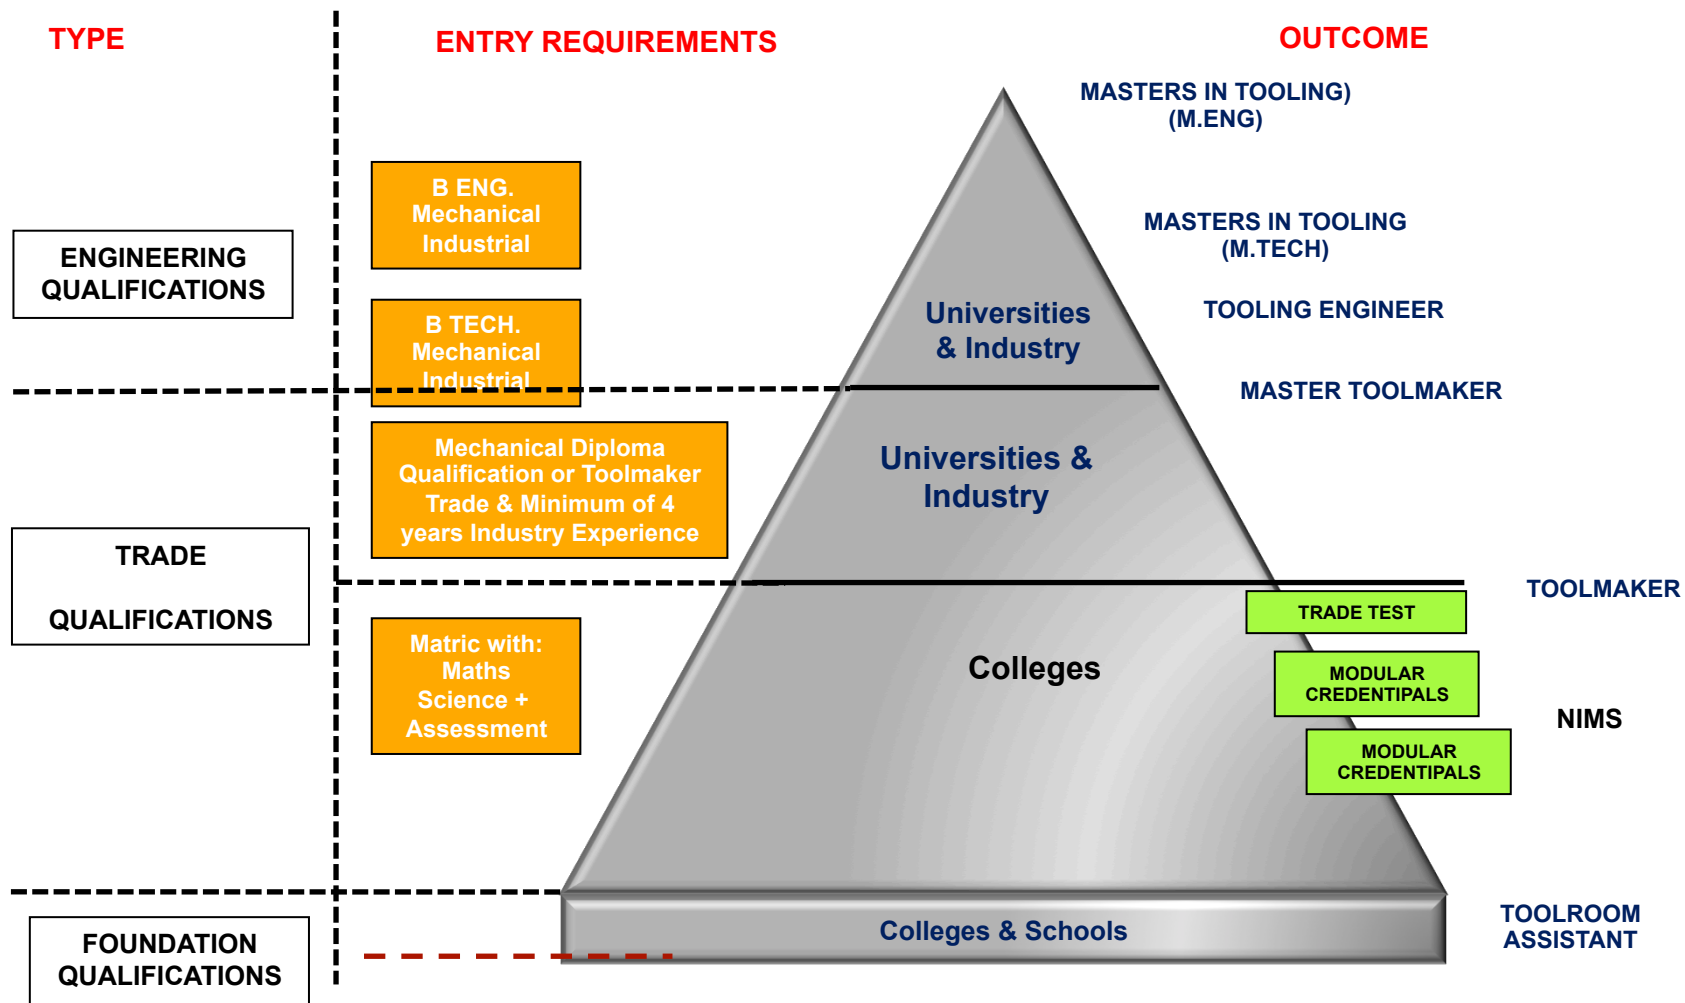 TYPE
ENTRY REQUIREMENTS
OUTCOME
MASTERS IN TOOLING)
(M.ENG)
B ENG.
Mechanical
Industrial
MASTERS IN TOOLING
(M.TECH)
ENGINEERING
QUALIFICATIONS
B TECH.
Mechanical
Industrial
Universities
& Industry
TOOLING ENGINEER
MASTER TOOLMAKER
Mechanical Diploma
Qualification or Toolmaker
Trade & Minimum of 4
years Industry Experience
Universities &
Industry
TRADE
QUALIFICATIONS
TOOLMAKER
TRADE TEST
Matric with:
Maths
Science +
Assessment
Colleges
MODULAR
CREDENTIPALS
NIMS
MODULAR
CREDENTIPALS
FOUNDATION
QUALIFICATIONS
Colleges & Schools
TOOLROOM
ASSISTANT